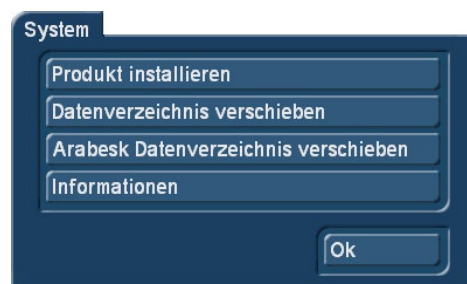 System
Produkt installieren
Datenverzeichnis verschieben
Arabesk Datenverzeichnis verschieben
Informationen
Ok